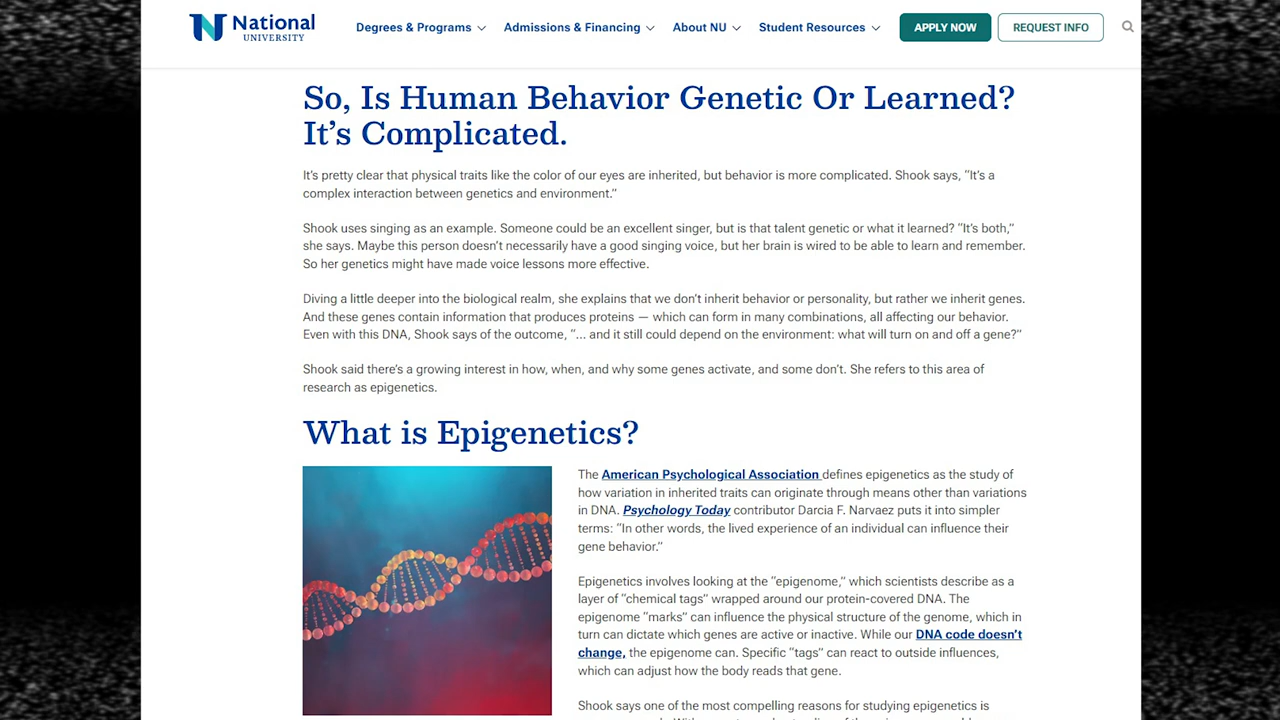 National
UNIVERSITY
Degrees & Programs
Admissions & Financing
About NU
Student Resources
APPLY NOW
REQUEST INFO
So, Is Human Behavior Genetic Or Learned?
It’s Complicated.
It’s pretty clear that physical traits like the color of our eyes are inherited, but behavior is more complicated. Shook says, “It’s a
complex interaction between genetics and environment.”
Shook uses singing as an example. Someone could be an excellent singer, but is that talent genetic or what it learned? “It’s both,”
she says. Maybe this person doesn’t necessarily have a good singing voice, but her brain is wired to be able to learn and remember.
So her genetics might have made voice lessons more effective.
Diving a little deeper into the biological realm, she explains that we don’t inherit behavior or personality, but rather we inherit genes.
And these genes contain information that produces proteins — which can form in many combinations, all affecting our behavior.
Even with this DNA, Shook says of the outcome, “... and it still could depend on the environment: what will turn on and off a gene?”
Shook said there’s a growing interest in how, when, and why some genes activate, and some don’t. She refers to this area of
research as epigenetics.
What is Epigenetics?
The American Psychological Association defines epigenetics as the study of
how variation in inherited traits can originate through means other than variations
in DNA. Psychology Today contributor Darcia F. Narvaez puts it into simpler
terms: “In other words, the lived experience of an individual can influence their
gene behavior.”
Epigenetics involves looking at the “epigenome,” which scientists describe as a
layer of “chemical tags” wrapped around our protein-covered DNA. The
epigenome “marks” can influence the physical structure of the genome, which in
turn can dictate which genes are active or inactive. While our DNA code doesn’t
change, the epigenome can. Specific “tags” can react to outside influences,
which can adjust how the body reads that gene.
Shook says one of the most compelling reasons for studying epigenetics is